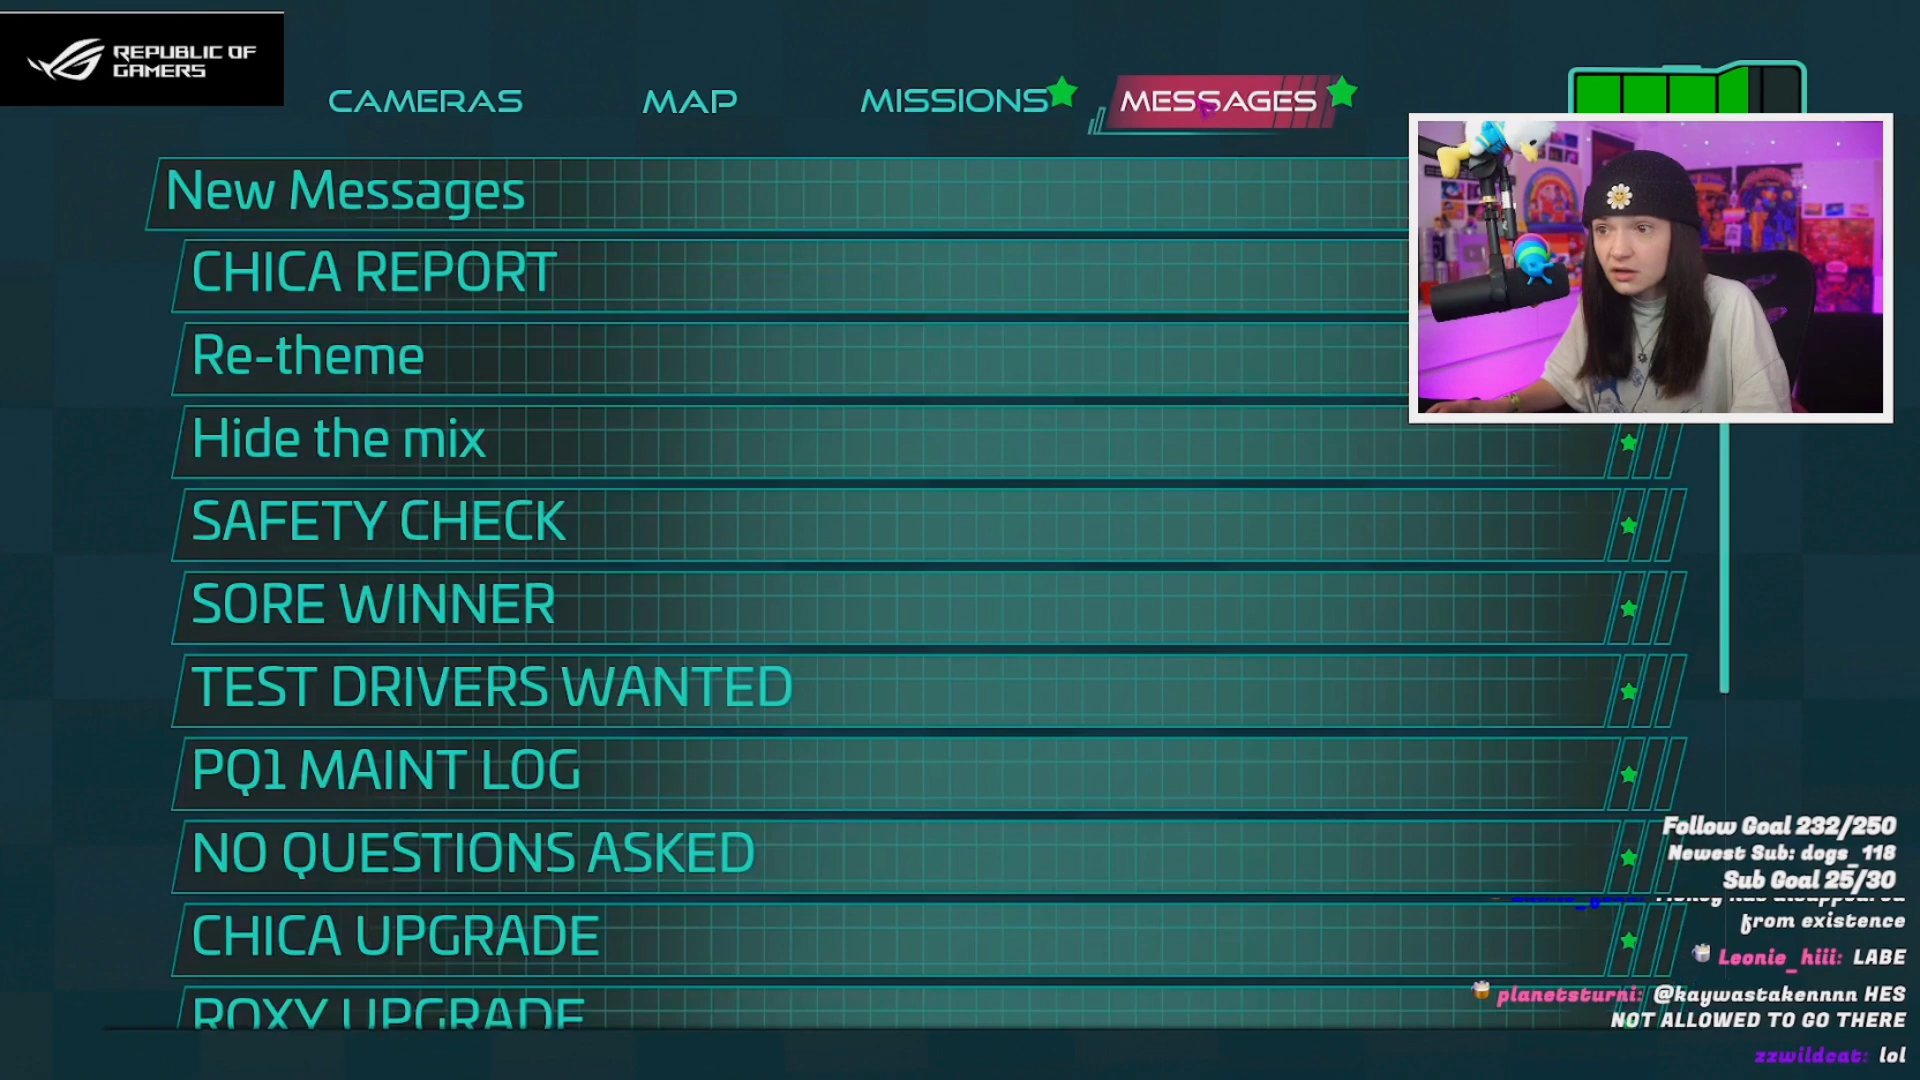 REPUBLIC OF
GAMERS
CAMERAS
MAP
MISSIONS
MESSAGES
New Messages
CHICA REPORT
Re-theme
Hide the mix
SAFETY CHECK
SORE WINNER
TEST DRIVERS WANTED
PQ1 MAINT LOG
NO QUESTIONS ASKED
CHICA UPGRADE
ROXY UPGRADE
Follow Goal 232/250
Newest Sub: dogs_118
Sub Goal 25/30
has disappeared
from existence
Leonie_hiii: LABE
planetsturni: @kaywastakennnn HES
NOT ALLOWED TO GO THERE
zzwildcat: lol